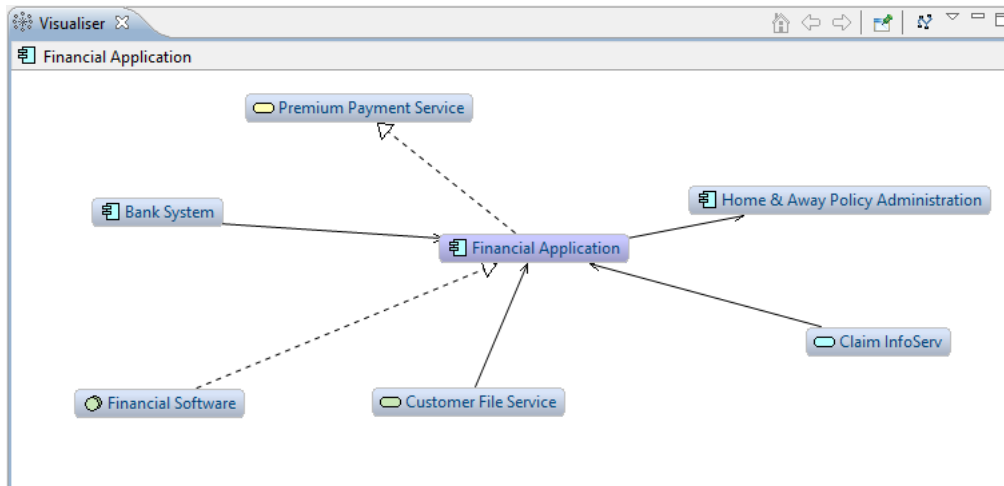 Visualiser
Financial Application
Premium Payment Service
Bank System
Home & Away Policy Administration
Financial Application
Claim InfoServ
Financial Software
Customer File Service